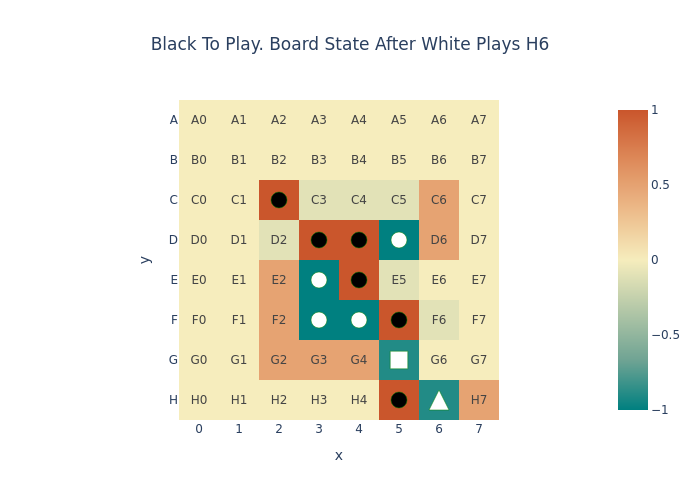 Black To Play. Board State After White Plays H6
A A0 A1 A2 A3 A4 A5 A6 A7
B B0 B1 B2 B3 B4 B5 B6 B7
C C0 C1 C3 C4 C5 C6 C7
D D0 D1 D2 D6 D7
E E0 E1 E2 E5 E6 E7
F F0 F1 F2 F6 F7
G G0 G1 G2 G3 G4 G6 G7
H H0 H1 H2 H3 H4 H7
0 1 2 3 4 5 6 7
x
y
1
0.5
0
−0.5
−1